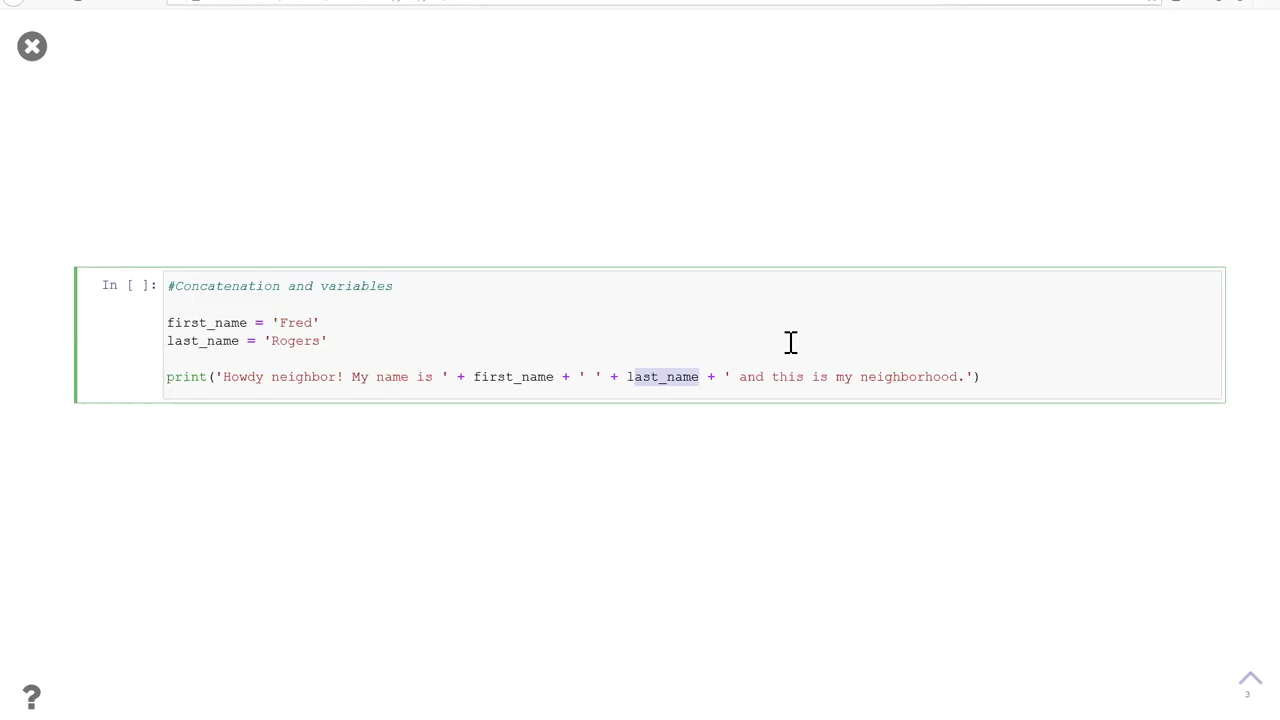 In [ ]: #Concatenation and variables
first_name = 'Fred'
last_name = 'Rogers'
print('Howdy neighbor! My name is ' + first_name + ' ' + last_name + ' and this is my neighborhood.')
?
3